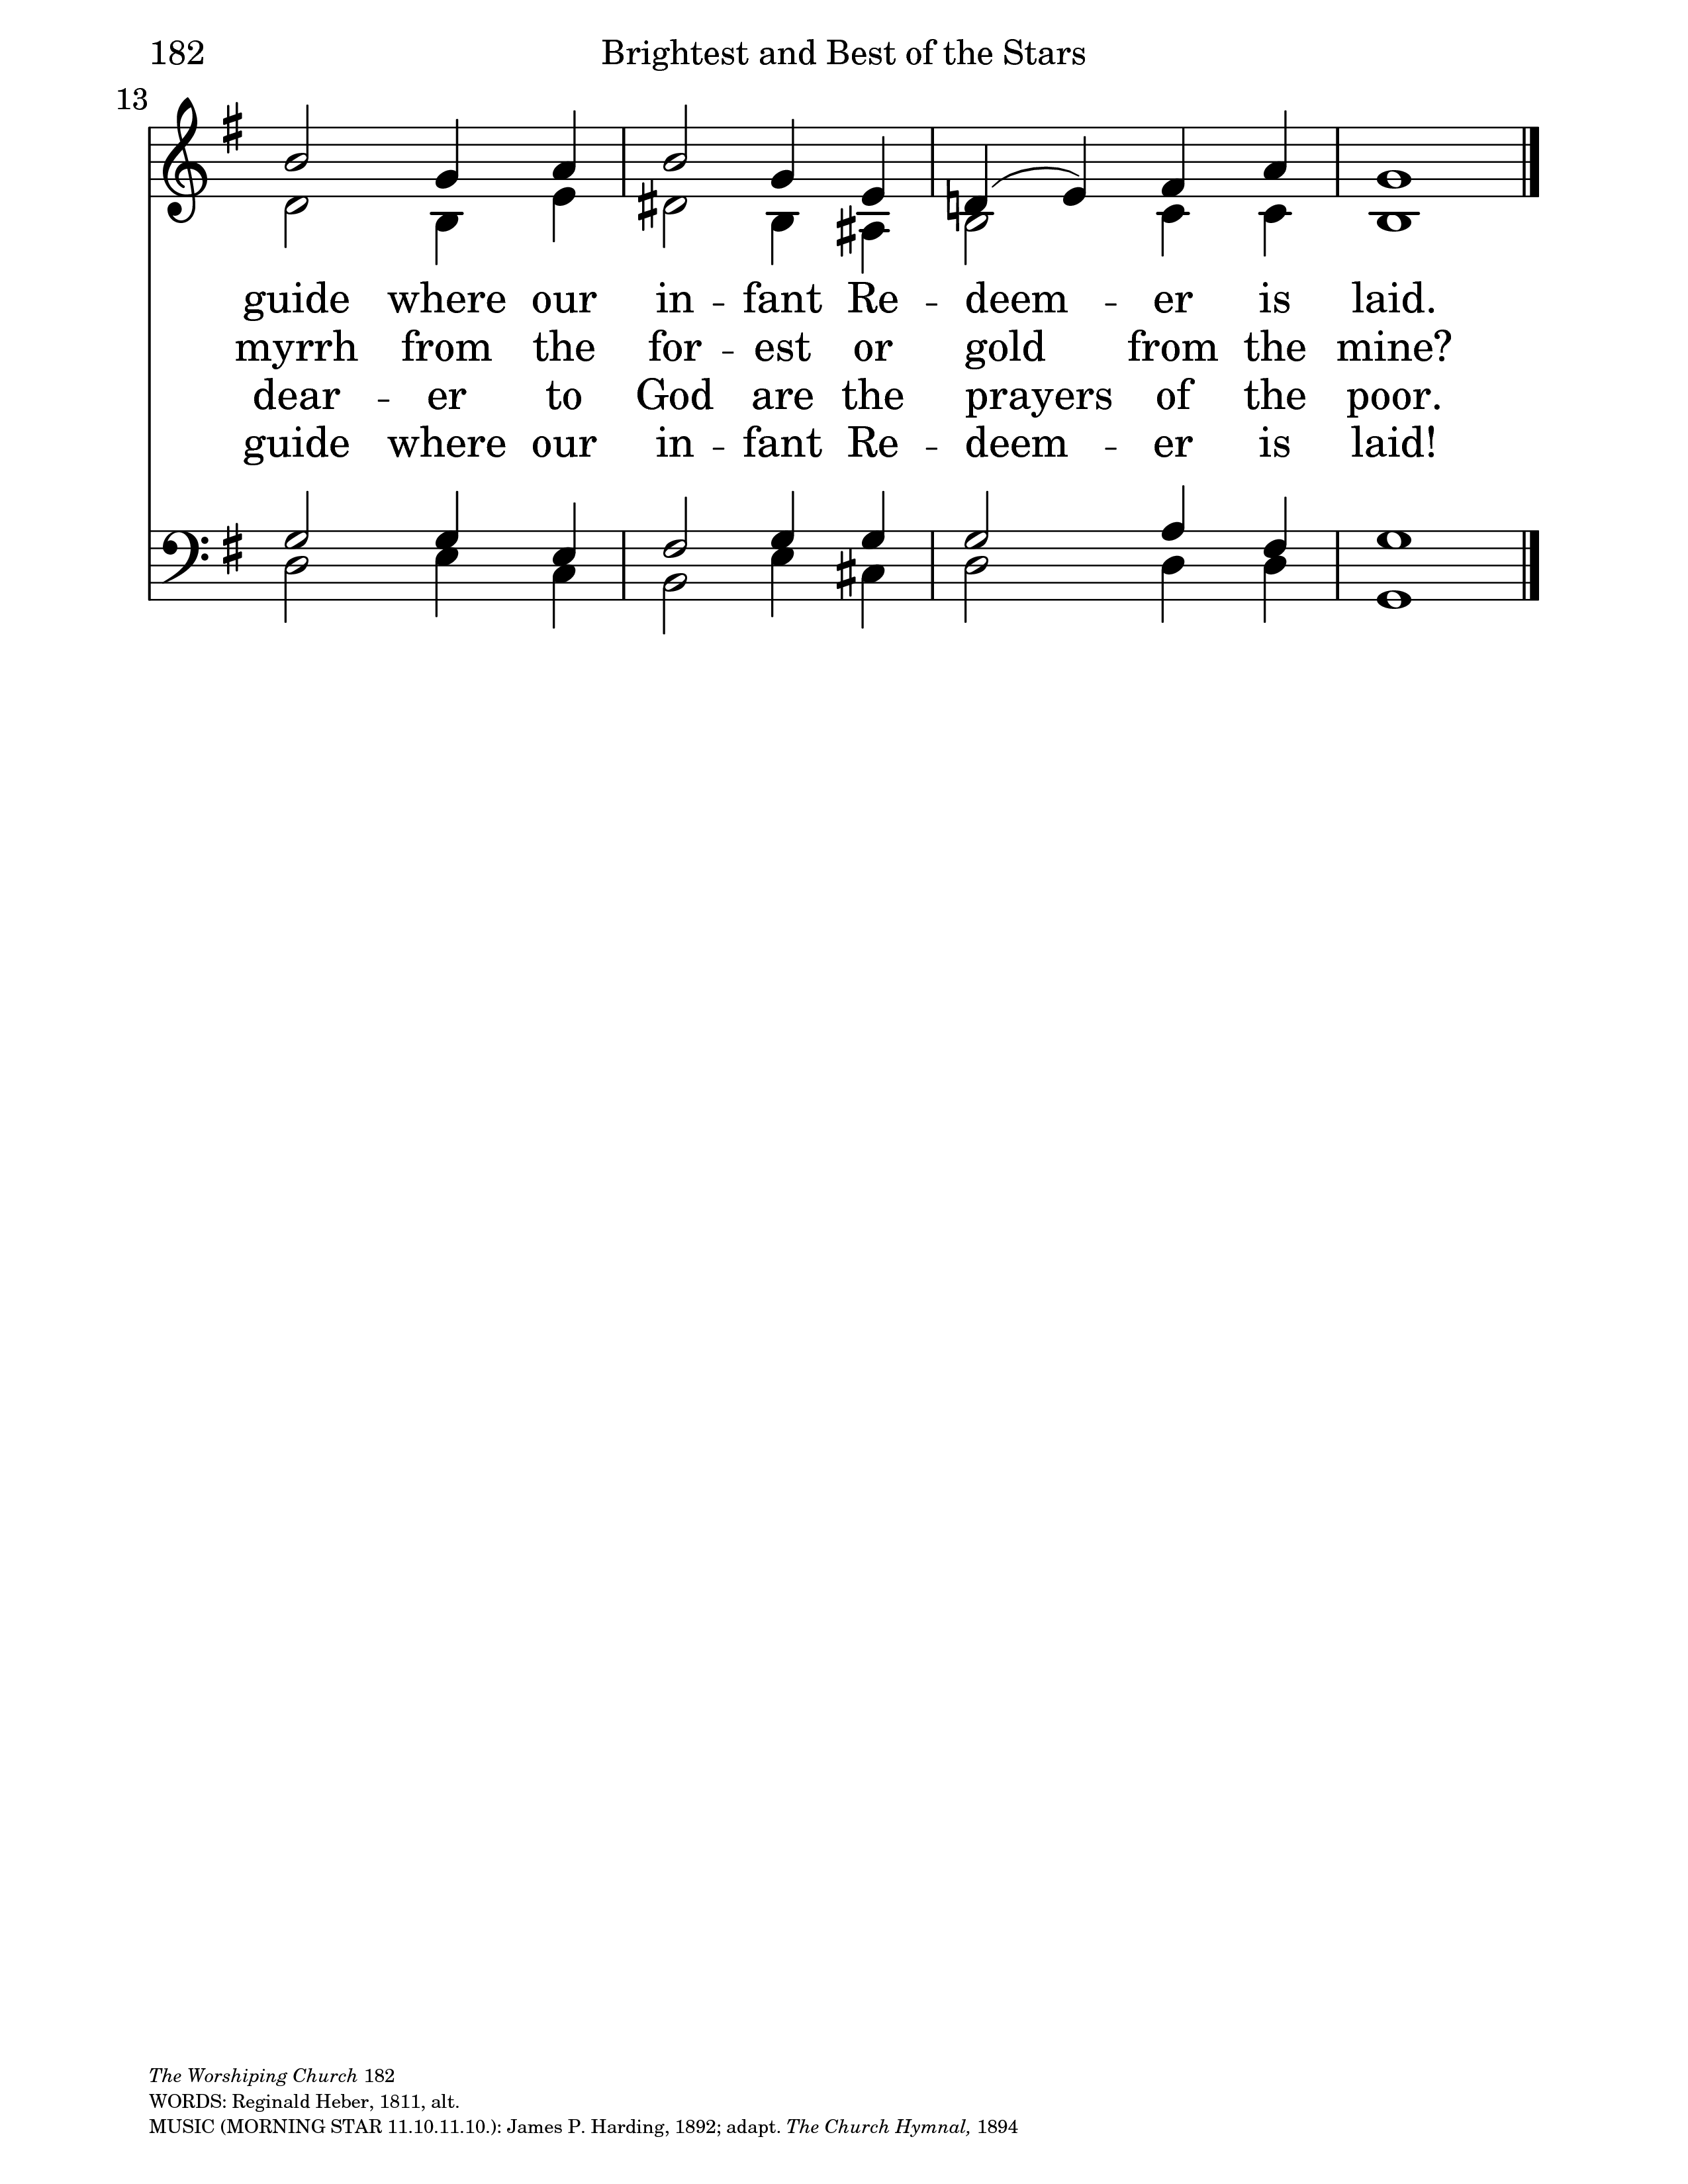 182 Brightest and Best of the Stars
13
guide where our in - fant Re - deem - er is laid.
myrrh from the for - est or gold from the mine?
dear - er to God are the prayers of the poor.
guide where our in - fant Re - deem - er is laid!
The Worshiping Church 182
WORDS: Reginald Heber, 1811, alt.
MUSIC (MORNING STAR 11.10.11.10.): James P. Harding, 1892; adapt. The Church Hymnal, 1894